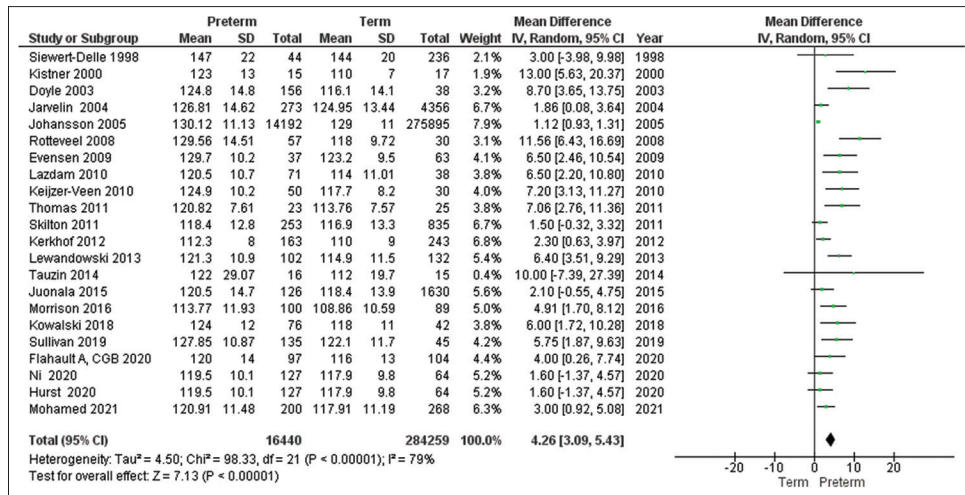 Preterm Term Mean Difference Mean Difference
Study or Subgroup Mean SD Total Mean SD Total Weight IV, Random, 95% CI Year IV, Random, 95% CI
Siewert-Delle 1998 147 22 44 144 20 236 2.1% 3.00 [-3.98, 9.98] 1998
Kistner 2000 123 13 15 110 7 17 2.0% 13.00 [5.63, 20.37] 2000
Doyle 2003 124.8 14.8 156 116.1 14.1 38 3.2% 8.70 [3.65, 13.75] 2003
Jarvelin 2004 126.81 14.62 273 124.95 13.44 4356 6.7% 1.86 [0.08, 3.64] 2004
Johansson 2005 130.12 11.13 14192 129 11 275895 7.9% 1.12 [0.93, 1.31] 2005
Rotteveel 2008 129.56 14.51 57 118 9.72 30 3.1% 11.56 [6.43, 16.69] 2008
Evensen 2009 129.7 10.2 37 123.2 9.5 63 4.1% 6.50 [2.46, 10.54] 2009
Lazdam 2010 120.5 10.7 71 114 11.01 38 3.8% 6.50 [2.20, 10.80] 2010
Keijzer-Veen 2010 124.9 10.2 50 117.7 8.2 30 4.0% 7.20 [3.13, 11.27] 2010
Thomas 2011 120.82 7.61 23 113.76 7.57 25 3.8% 7.06 [2.76, 11.36] 2011
Skilton 2011 118.4 12.8 253 116.9 13.3 835 6.6% 1.50 [-0.32, 3.32] 2011
Kerkhof 2012 112.3 8 163 110 9 243 6.8% 2.30 [0.63, 3.97] 2012
Lewandowski 2013 121.3 10.9 102 114.9 11.5 132 5.3% 6.40 [3.51, 9.29] 2013
Tauzin 2014 122 29.07 16 112 19.7 15 0.4% 10.00 [-7.39, 27.39] 2014
Juonala 2015 120.5 14.7 126 118.4 13.9 1630 5.6% 2.10 [-0.55, 4.75] 2015
Morrison 2016 113.77 11.93 100 108.86 10.59 89 5.0% 4.91 [1.70, 8.12] 2016
Kowalski 2018 124 12 76 118 11 42 3.8% 6.00 [1.72, 10.28] 2018
Sullivan 2019 127.85 10.87 135 122.1 11.7 45 4.2% 5.75 [1.87, 9.63] 2019
Flahault A, CGB 2020 120 14 97 116 13 104 4.4% 4.00 [0.26, 7.74] 2020
Ni 2020 119.5 10.1 127 117.9 9.8 64 5.2% 1.60 [-1.37, 4.57] 2020
Hurst 2020 119.5 10.1 127 117.9 9.8 64 5.2% 1.60 [-1.37, 4.57] 2020
Mohamed 2021 120.91 11.48 200 117.91 11.19 268 6.3% 3.00 [0.92, 5.08] 2021
Total (95% CI) 16440 284259 100.0% 4.26 [3.09, 5.43]
Heterogeneity: Tau² = 4.50; Chi² = 98.33, df = 21 (P < 0.00001); I² = 79%
Test for overall effect: Z = 7.13 (P < 0.00001)
-20 -10 0 10 20
Term Preterm